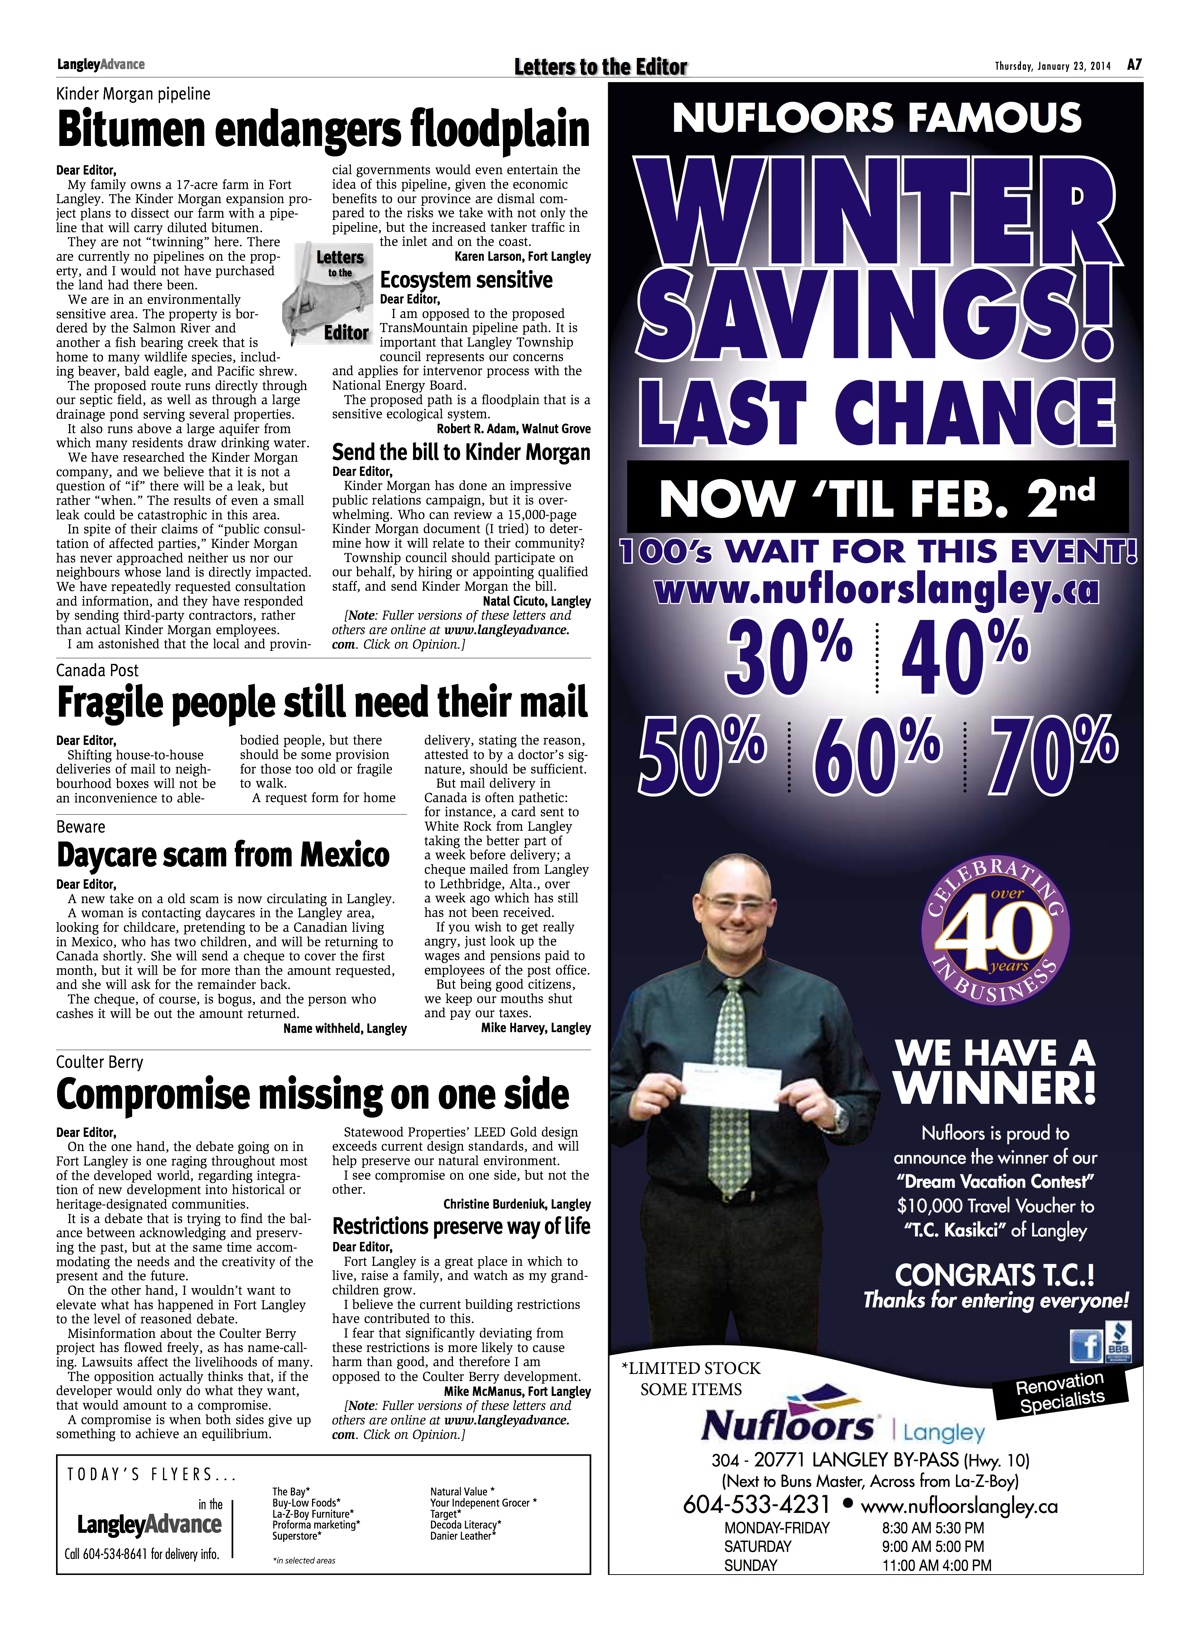 LangleyAdvance
Letters to the Editor
Thursday, January 23, 2014 A7
Kinder Morgan pipeline
Bitumen endangers floodplain
Dear Editor,
My family owns a 17-acre farm in Fort
Langley. The Kinder Morgan expansion pro-
ject plans to dissect our farm with a pipe-
line that will carry diluted bitumen.
They are not “twinning” here. There
are currently no pipelines on the prop-
erty, and I would not have purchased
the land had there been.
We are in an environmentally
sensitive area. The property is bor-
dered by the Salmon River and
another a fish bearing creek that is
home to many wildlife species, includ-
ing beaver, bald eagle, and Pacific shrew.
The proposed route runs directly through
our septic field, as well as through a large
drainage pond serving several properties.
It also runs above a large aquifer from
which many residents draw drinking water.
We have researched the Kinder Morgan
company, and we believe that it is not a
question of “if” there will be a leak, but
rather “when.” The results of even a small
leak could be catastrophic in this area.
In spite of their claims of “public consul-
tation of affected parties,” Kinder Morgan
has never approached neither us nor our
neighbours whose land is directly impacted.
We have repeatedly requested consultation
and information, and they have responded
by sending third-party contractors, rather
than actual Kinder Morgan employees.
I am astonished that the local and provin-
cial governments would even entertain the
idea of this pipeline, given the economic
benefits to our province are dismal com-
pared to the risks we take with not only the
pipeline, but the increased tanker traffic in
the inlet and on the coast.
Karen Larson, Fort Langley
Letters
to the
Editor
Ecosystem sensitive
Dear Editor,
I am opposed to the proposed
TransMountain pipeline path. It is
important that Langley Township
council represents our concerns
and applies for intervenor process with the
National Energy Board.
The proposed path is a floodplain that is a
sensitive ecological system.
Robert R. Adam, Walnut Grove
Send the bill to Kinder Morgan
Dear Editor,
Kinder Morgan has done an impressive
public relations campaign, but it is over-
whelming. Who can review a 15,000-page
Kinder Morgan document (I tried) to deter-
mine how it will relate to their community?
Township council should participate on
our behalf, by hiring or appointing qualified
staff, and send Kinder Morgan the bill.
Natal Cicuto, Langley
[Note: Fuller versions of these letters and
others are online at www.langleyadvance.
com. Click on Opinion.]
Canada Post
Fragile people still need their mail
Dear Editor,
Shifting house-to-house
deliveries of mail to neigh-
bourhood boxes will not be
an inconvenience to able-
bodied people, but there
should be some provision
for those too old or fragile
to walk.
A request form for home
delivery, stating the reason,
attested to by a doctor’s sig-
nature, should be sufficient.
But mail delivery in
Canada is often pathetic:
for instance, a card sent to
White Rock from Langley
taking the better part of
a week before delivery; a
cheque mailed from Langley
to Lethbridge, Alta., over
a week ago which has still
has not been received.
If you wish to get really
angry, just look up the
wages and pensions paid to
employees of the post office.
But being good citizens,
we keep our mouths shut
and pay our taxes.
Mike Harvey, Langley
Beware
Daycare scam from Mexico
Dear Editor,
A new take on a old scam is now circulating in Langley.
A woman is contacting daycares in the Langley area,
looking for childcare, pretending to be a Canadian living
in Mexico, who has two children, and will be returning to
Canada shortly. She will send a cheque to cover the first
month, but it will be for more than the amount requested,
and she will ask for the remainder back.
The cheque, of course, is bogus, and the person who
cashes it will be out the amount returned.
Name withheld, Langley
Coulter Berry
Compromise missing on one side
Dear Editor,
On the one hand, the debate going on in
Fort Langley is one raging throughout most
of the developed world, regarding integra-
tion of new development into historical or
heritage-designated communities.
It is a debate that is trying to find the bal-
ance between acknowledging and preserv-
ing the past, but at the same time accom-
modating the needs and the creativity of the
present and the future.
On the other hand, I wouldn’t want to
elevate what has happened in Fort Langley
to the level of reasoned debate.
Misinformation about the Coulter Berry
project has flowed freely, as has name-call-
ing. Lawsuits affect the livelihoods of many.
The opposition actually thinks that, if the
developer would only do what they want,
that would amount to a compromise.
A compromise is when both sides give up
something to achieve an equilibrium.
Statewood Properties’ LEED Gold design
exceeds current design standards, and will
help preserve our natural environment.
I see compromise on one side, but not the
other.
Christine Burdeniuk, Langley
Restrictions preserve way of life
Dear Editor,
Fort Langley is a great place in which to
live, raise a family, and watch as my grand-
children grow.
I believe the current building restrictions
have contributed to this.
I fear that significantly deviating from
these restrictions is more likely to cause
harm than good, and therefore I am
opposed to the Coulter Berry development.
Mike McManus, Fort Langley
[Note: Fuller versions of these letters and
others are online at www.langleyadvance.
com. Click on Opinion.]
TODAY’S FLYERS...
in the
LangleyAdvance
Call 604-534-8641 for delivery info.
The Bay*
Buy-Low Foods*
La-Z-Boy Furniture*
Proforma marketing*
Superstore*
*in selected areas
Natural Value *
Your Indepenent Grocer *
Target*
Decoda Literacy*
Danier Leather*
NUFLOORS FAMOUS
WINTER
SAVINGS!
LAST CHANCE
NOW ‘TIL FEB. 2nd
100’s WAIT FOR THIS EVENT!
www.nufloorslangley.ca
30% 40%
50% 60% 70%
CELEBRATING
over
40
years
IN BUSINESS
WE HAVE A
WINNER!
Nufloors is proud to
announce the winner of our
“Dream Vacation Contest”
$10,000 Travel Voucher to
“T.C. Kasikci” of Langley
CONGRATS T.C.!
Thanks for entering everyone!
f
BBB
*LIMITED STOCK
SOME ITEMS
Renovation
Specialists
Nufloors | Langley
304 - 20771 LANGLEY BY-PASS (Hwy. 10)
(Next to Buns Master, Across from La-Z-Boy)
604-533-4231 • www.nufloorslangley.ca
MONDAY-FRIDAY 8:30 AM 5:30 PM
SATURDAY 9:00 AM 5:00 PM
SUNDAY 11:00 AM 4:00 PM